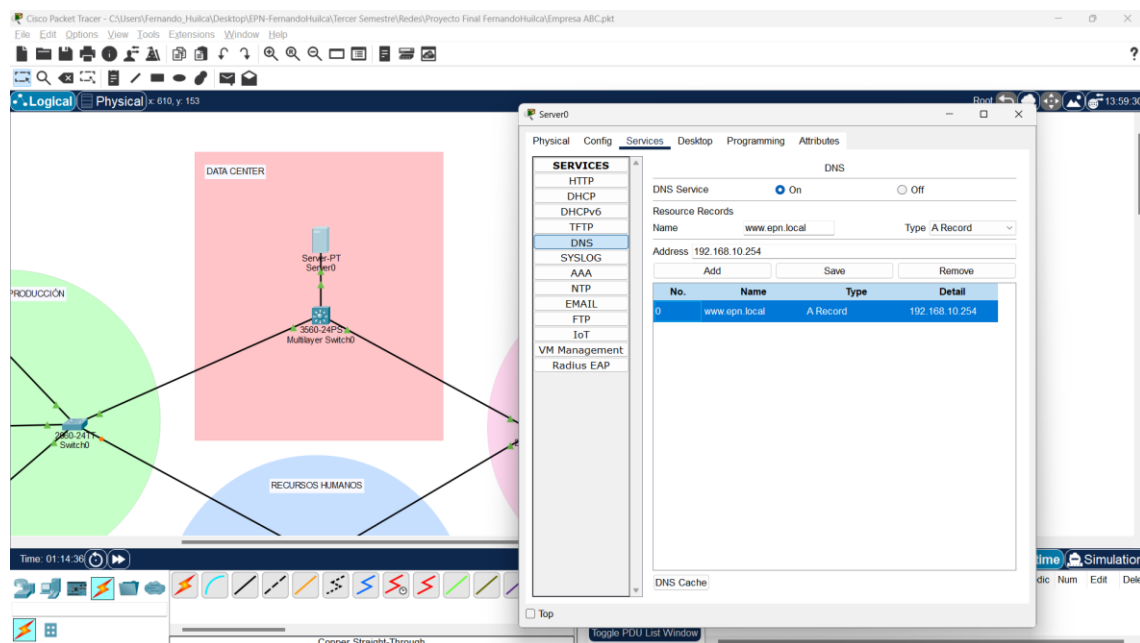 Cisco Packet Tracer - C:\Users\Fernando_Huilca\Desktop\EPN-FernandoHuilca\Tercer Semestre\Redes\Proyecto Final FernandoHuilca\Empresa ABC.pkt
File Edit Options View Tools Extensions Window Help
?
Logical Physical x: 610, y: 153 Root 13:59:30
DATA CENTER
Server-PT
Server0
3560-24PS
Multilayer Switch0
PRODUCCIÓN
2960-24TT
Switch0
RECURSOS HUMANOS
Server0
Physical Config Services Desktop Programming Attributes
SERVICES
HTTP
DHCP
DHCPv6
TFTP
DNS
SYSLOG
AAA
NTP
EMAIL
FTP
IoT
VM Management
Radius EAP
DNS
DNS Service On Off
Resource Records
Name www.epn.local Type A Record
Address 192.168.10.254
Add Save Remove
No. Name Type Detail
0 www.epn.local A Record 192.168.10.254
DNS Cache
Top
Time: 01:14:36
Simulation
Num Edit
Copper Straight-Through
Toggle PDU List Window